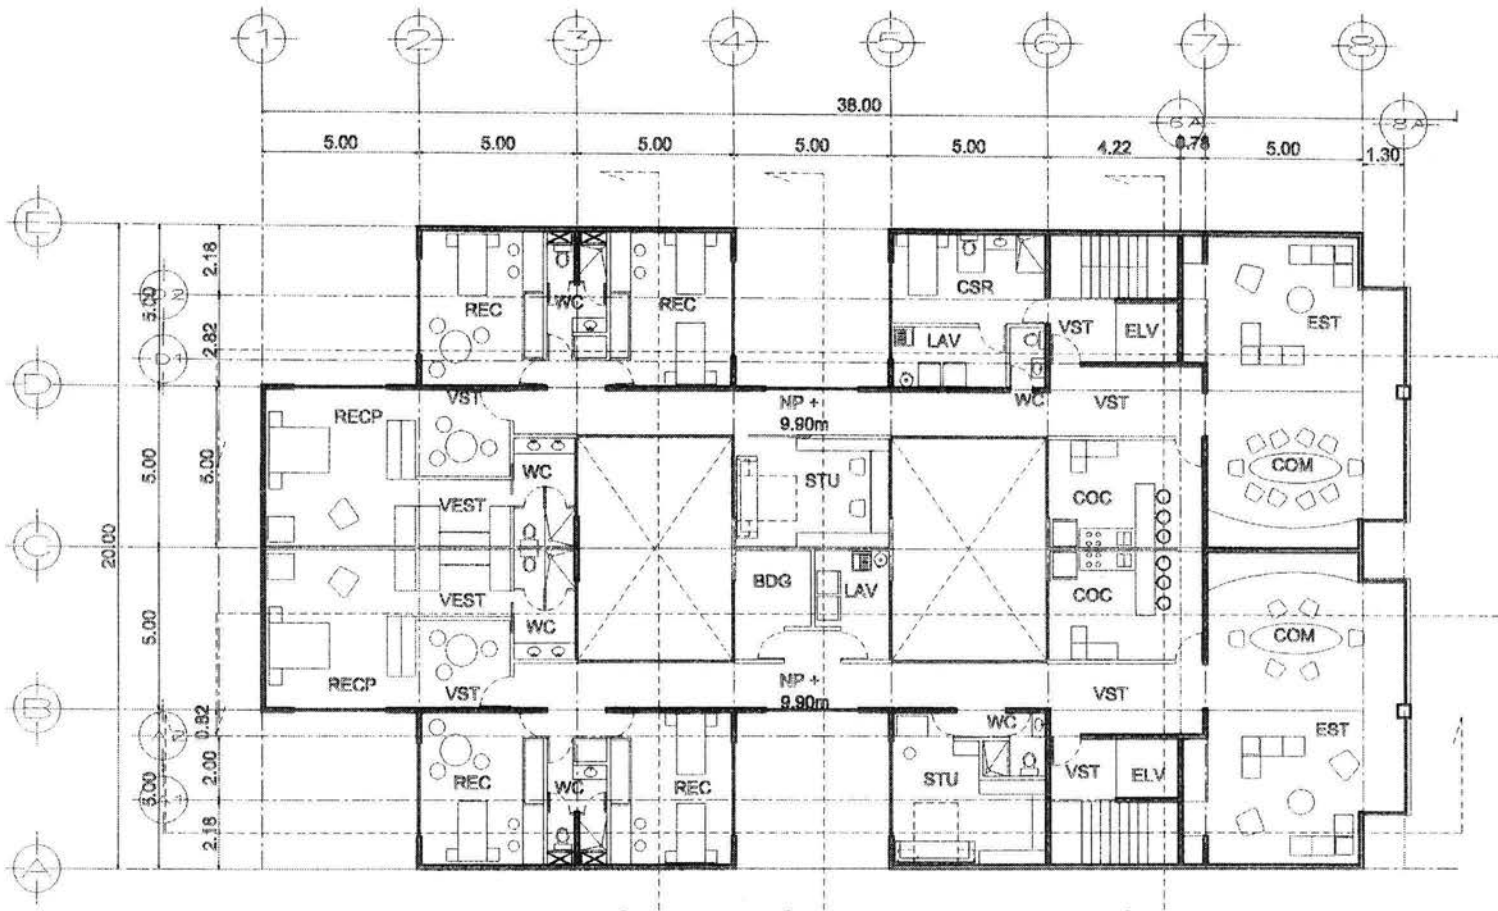 1 2 3 4 5 6 7 8
38.00
6A 8A
5.00 5.00 5.00 5.00 5.00 4.22 0.78 5.00 1.30
E
2.18
5.00
2.82
D
5.00 5.00
C
20.00
5.00
B
0.82
2.00
5.00
2.18
A
REC WC REC CSR VST ELV EST
LAV
RECP VST NP + WC VST
9.90m
WC STU COM
VEST COC
BDG LAV
VEST COC
WC COM
RECP VST NP + VST
9.90m
WC EST
REC WC REC STU VST ELV